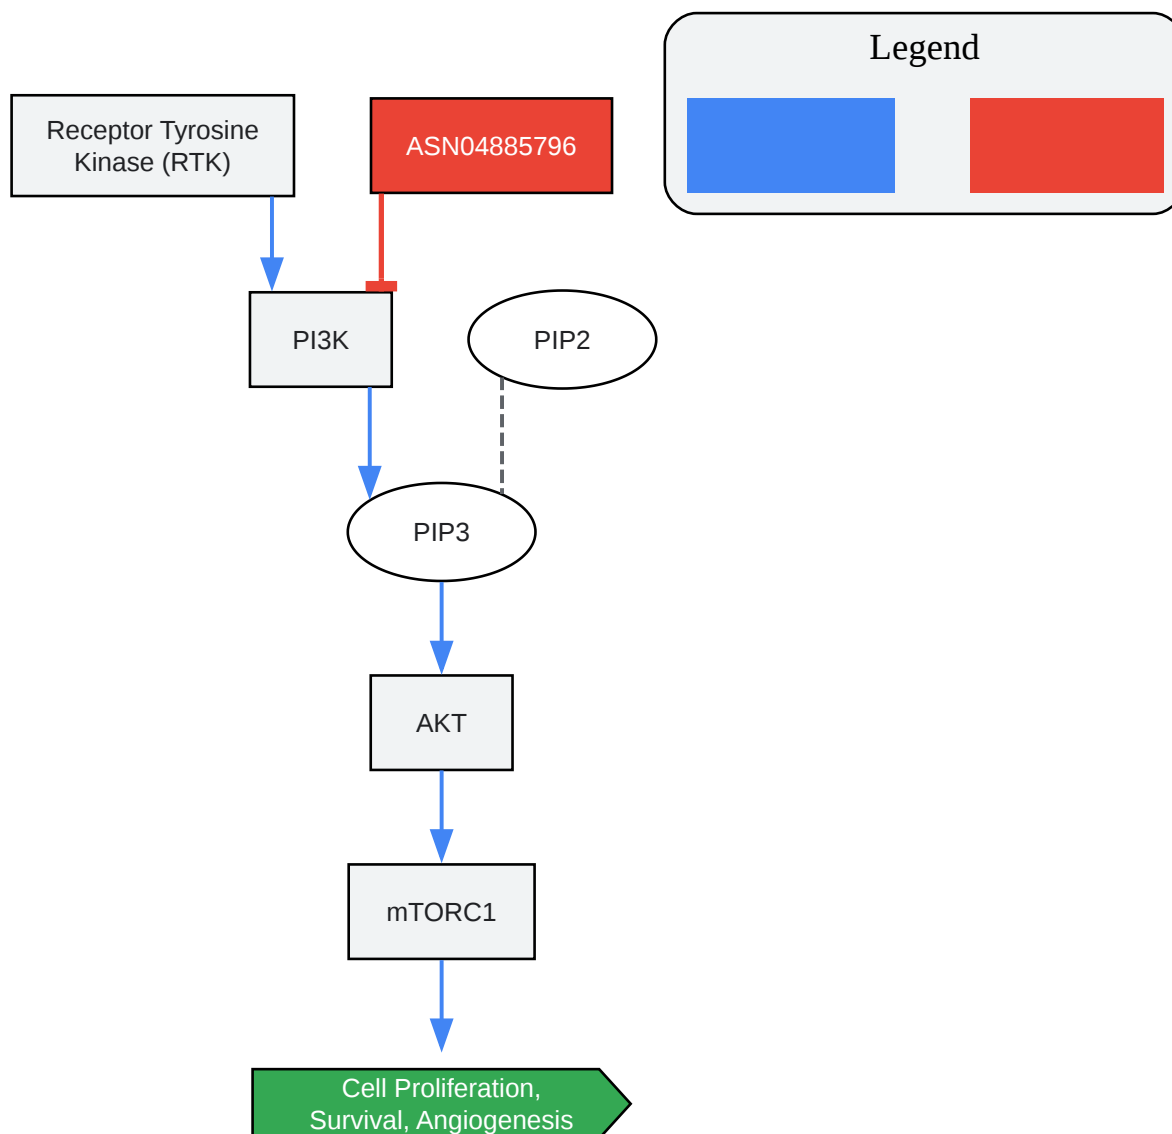 Legend
Receptor Tyrosine
Kinase (RTK)
ASN04885796
PI3K
PIP2
PIP3
AKT
mTORC1
Cell Proliferation,
Survival, Angiogenesis